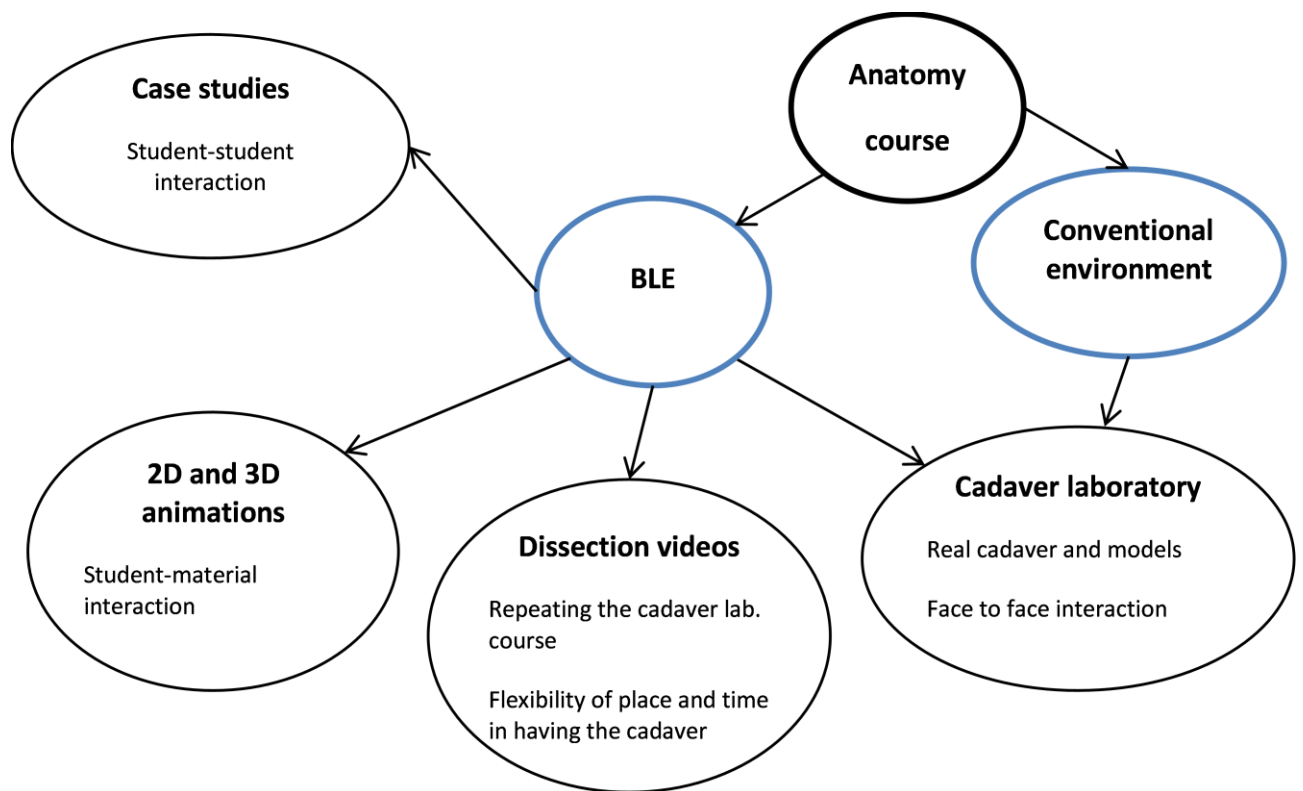 Case studies
Student-student
interaction
Anatomy
course
BLE
Conventional
environment
2D and 3D
animations
Student-material
interaction
Dissection videos
Repeating the cadaver lab.
course
Flexibility of place and time
in having the cadaver
Cadaver laboratory
Real cadaver and models
Face to face interaction